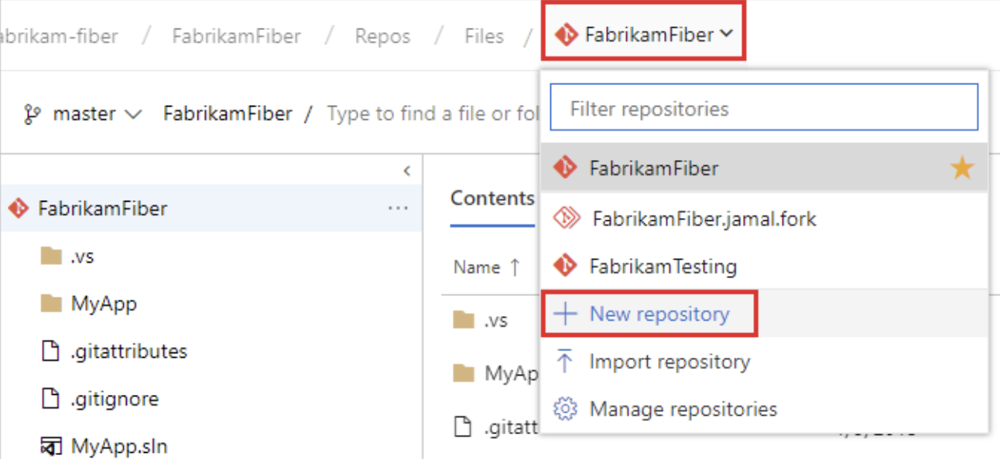 abrikam-fiber / FabrikamFiber / Repos / Files / FabrikamFiber
master FabrikamFiber / Type to find a file or fol
Filter repositories
FabrikamFiber
FabrikamFiber.jamal.fork
FabrikamTesting
New repository
Import repository
Manage repositories
FabrikamFiber ...
.vs
MyApp
.gitattributes
.gitignore
MyApp.sln
Contents
Name ↑
.vs
MyAp
.gitatt